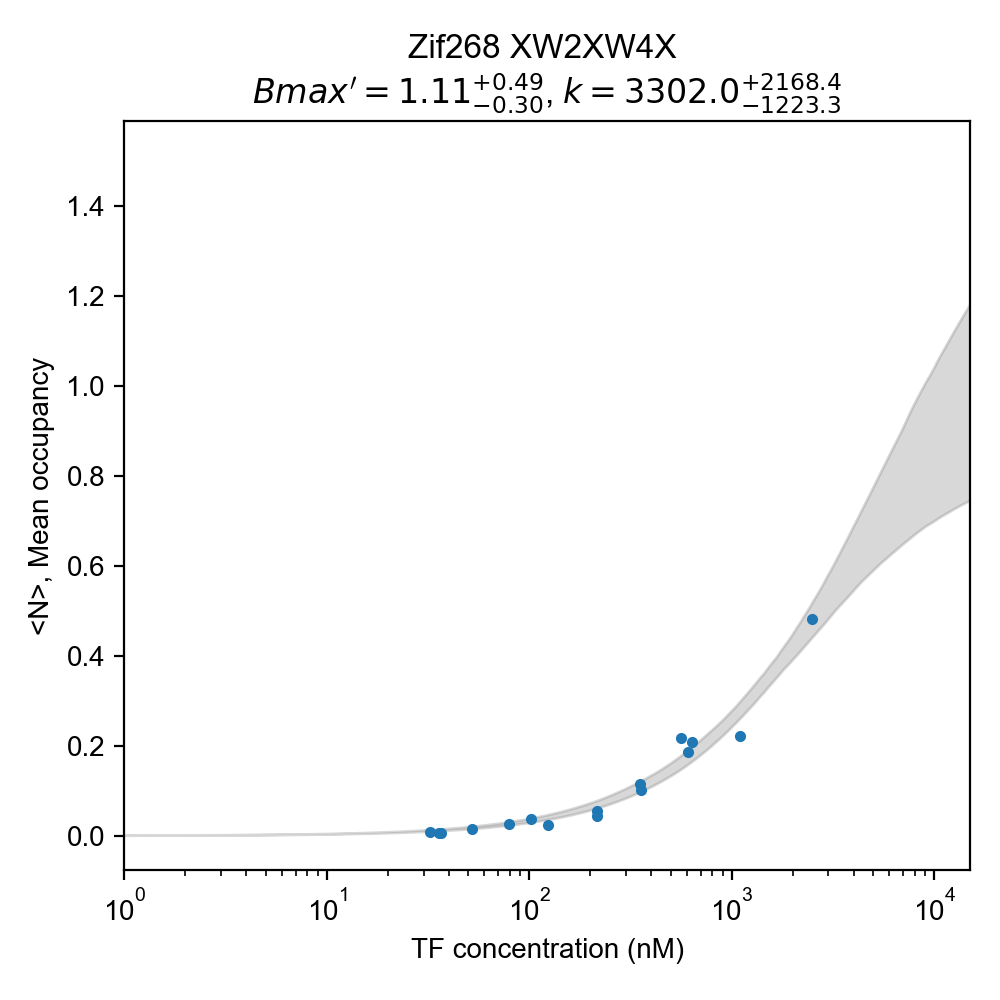 Zif268 XW2XW4X
Bmax′ = 1.11 +0.49 −0.30, k = 3302.0 +2168.4 −1223.3
1.4
1.2
1.0
0.8
0.6
0.4
0.2
0.0
<N>, Mean occupancy
10^0 10^1 10^2 10^3 10^4
TF concentration (nM)